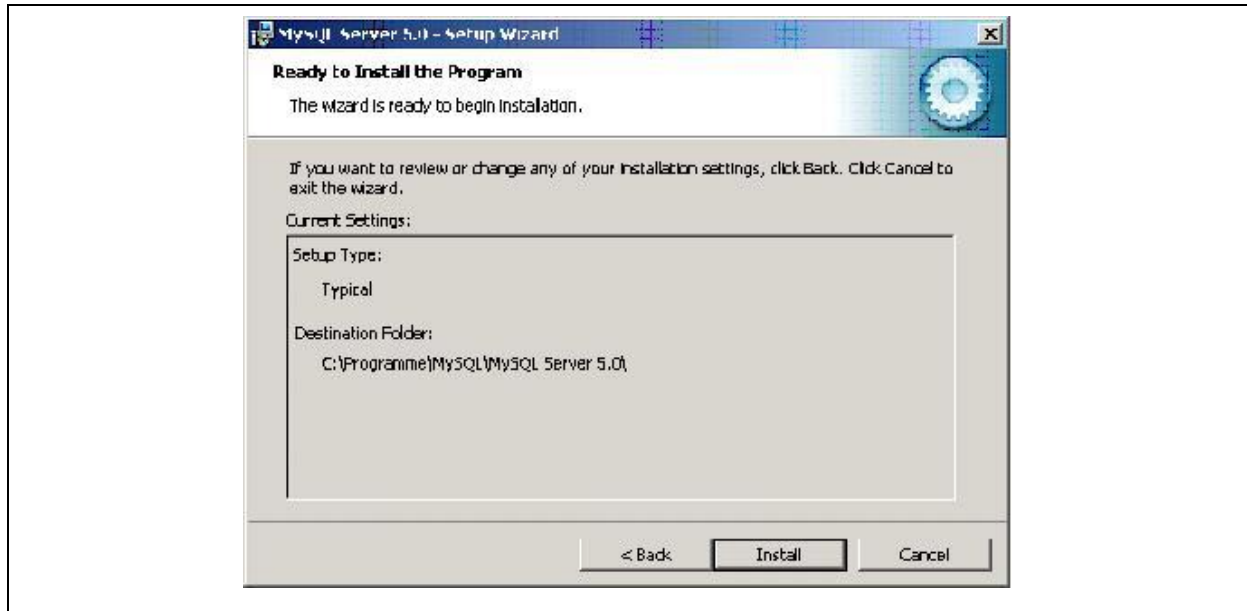 MySQL Server 5.0 - Setup Wizard
Ready to Install the Program
The wizard is ready to begin installation.
If you want to review or change any of your installation settings, click Back. Click Cancel to
exit the wizard.
Current Settings:
Setup Type:
Typical
Destination Folder:
C:\Programme\MySQL\MySQL Server 5.0\
< Back
Install
Cancel